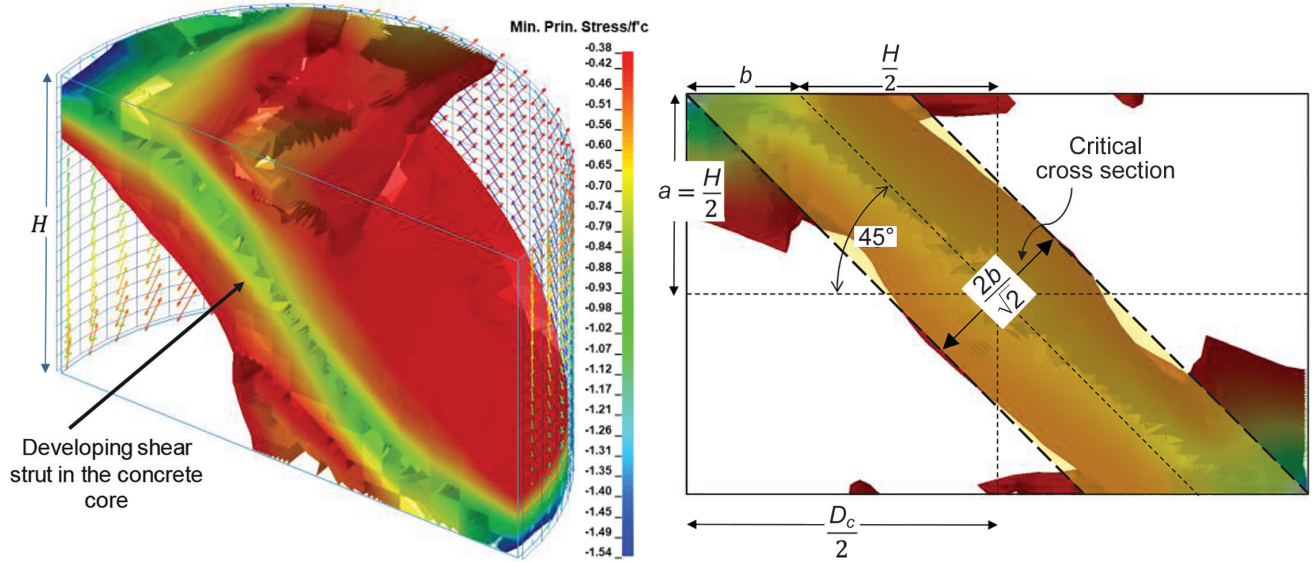 Min. Prin. Stress/f'c
-0.38
-0.42
-0.46
-0.51
-0.56
-0.60
-0.65
-0.70
-0.74
-0.79
-0.84
-0.88
-0.93
-0.98
-1.02
-1.07
-1.12
-1.16
-1.21
-1.26
-1.31
-1.35
-1.40
-1.45
-1.49
-1.54
H
Developing shear
strut in the concrete
core
b
H/2
a = H/2
45°
Critical
cross section
2b/√2
D_c/2